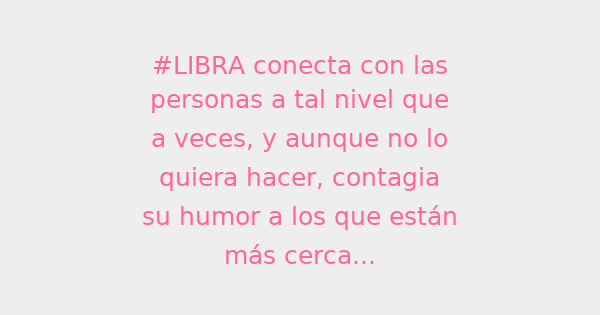 #LIBRA conecta con las
personas a tal nivel que
a veces, y aunque no lo
quiera hacer, contagia
su humor a los que están
más cerca...